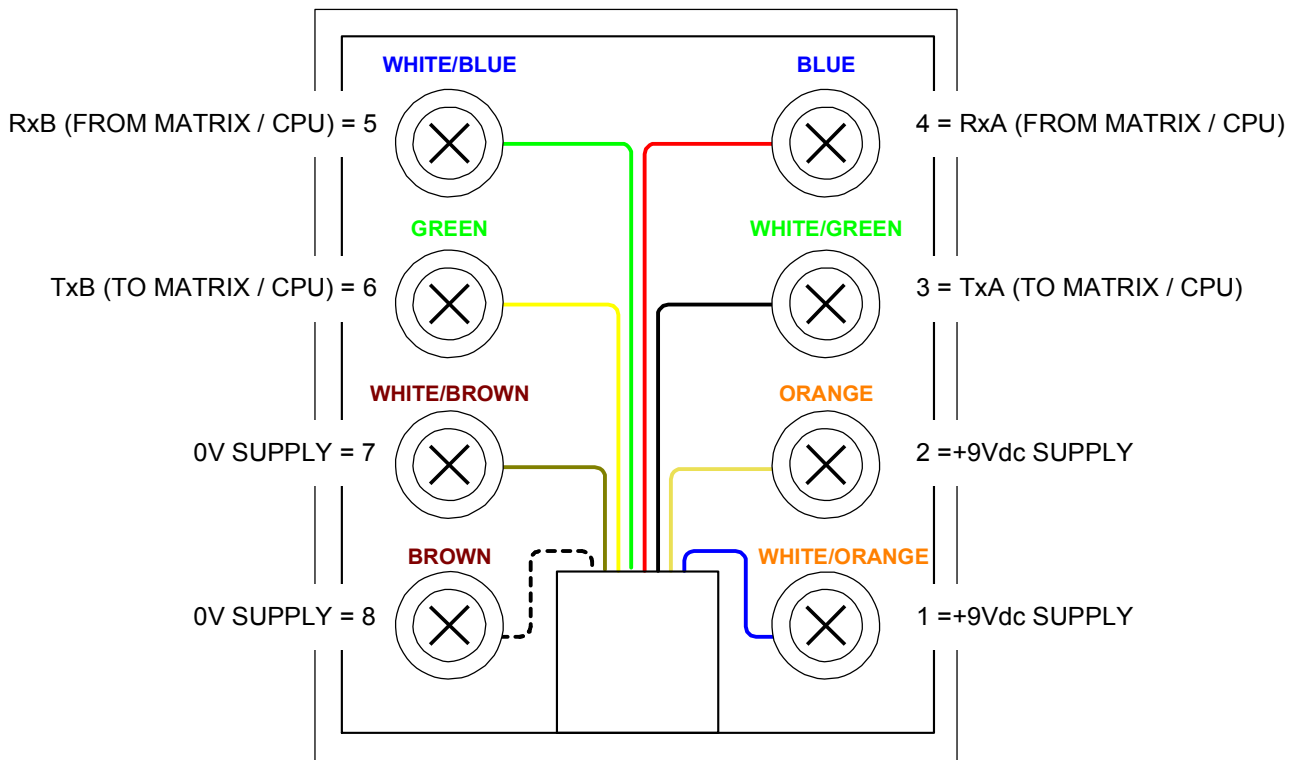 WHITE/BLUE BLUE
RxB (FROM MATRIX / CPU) = 5 4 = RxA (FROM MATRIX / CPU)
GREEN WHITE/GREEN
TxB (TO MATRIX / CPU) = 6 3 = TxA (TO MATRIX / CPU)
WHITE/BROWN ORANGE
0V SUPPLY = 7 2 =+9Vdc SUPPLY
BROWN WHITE/ORANGE
0V SUPPLY = 8 1 =+9Vdc SUPPLY